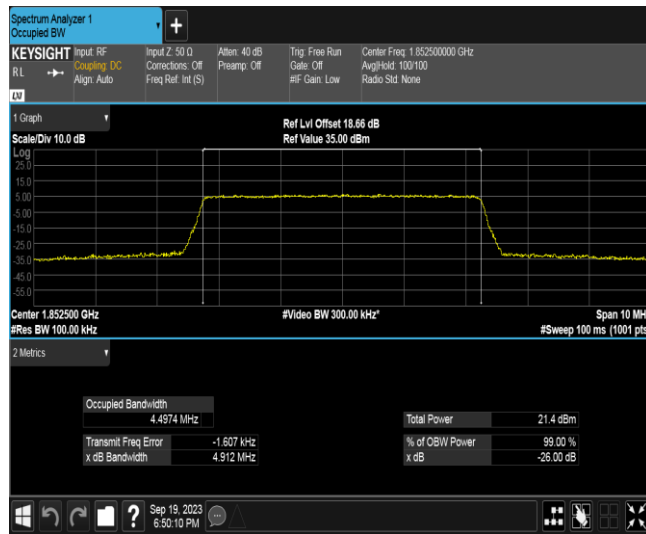 Spectrum Analyzer 1
Occupied BW
+
KEYSIGHT
RL
LXI
Input: RF
Coupling: DC
Align: Auto
Input Z: 50 Ω
Corrections: Off
Freq Ref: Int (S)
Atten: 40 dB
Preamp: Off
Trig: Free Run
Gate: Off
#IF Gain: Low
Center Freq: 1.852500000 GHz
Avg|Hold: 100/100
Radio Std: None
1 Graph
Scale/Div 10.0 dB
Ref Lvl Offset 18.66 dB
Ref Value 35.00 dBm
Log
25.0
15.0
5.00
-5.00
-15.0
-25.0
-35.0
-45.0
-55.0
Center 1.852500 GHz
#Res BW 100.00 kHz
#Video BW 300.00 kHz*
Span 10 MH
#Sweep 100 ms (1001 pts
2 Metrics
Occupied Bandwidth
4.4974 MHz
Transmit Freq Error -1.607 kHz
x dB Bandwidth 4.912 MHz
Total Power 21.4 dBm
% of OBW Power 99.00 %
x dB -26.00 dB
?
Sep 19, 2023
6:50:10 PM